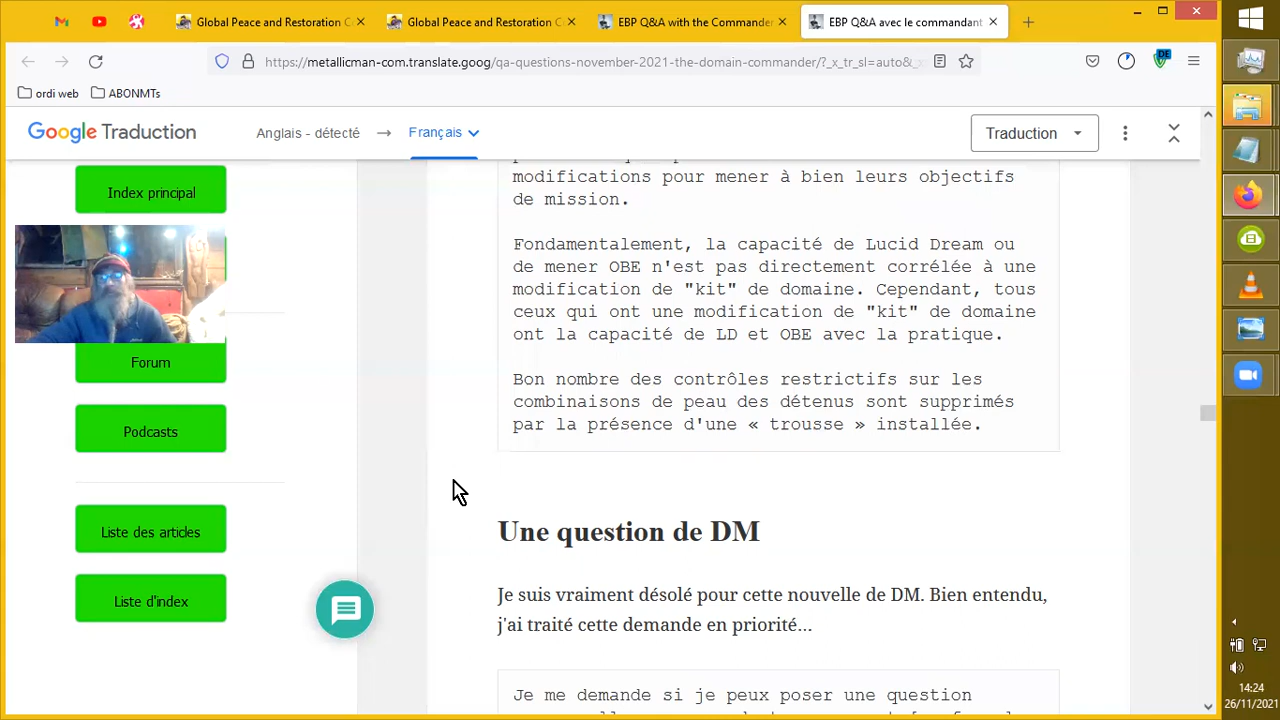 Global Peace and Restoration C
Global Peace and Restoration C
EBP Q&A with the Commander
EBP Q&A avec le commandant
https://metallicman-com.translate.goog/qa-questions-november-2021-the-domain-commander/?_x_tr_sl=auto&_
DE
ordi web
ABONMTs
Google Traduction
Anglais - détecté
Français
Traduction
Index principal
Forum
Podcasts
Liste des articles
Liste d'index
modifications pour mener à bien leurs objectifs
de mission.
Fondamentalement, la capacité de Lucid Dream ou
de mener OBE n'est pas directement corrélée à une
modification de "kit" de domaine. Cependant, tous
ceux qui ont une modification de "kit" de domaine
ont la capacité de LD et OBE avec la pratique.
Bon nombre des contrôles restrictifs sur les
combinaisons de peau des détenus sont supprimés
par la présence d'une « trousse » installée.
Une question de DM
Je suis vraiment désolé pour cette nouvelle de DM. Bien entendu,
j'ai traité cette demande en priorité...
Je me demande si je peux poser une question
14:24
26/11/2021